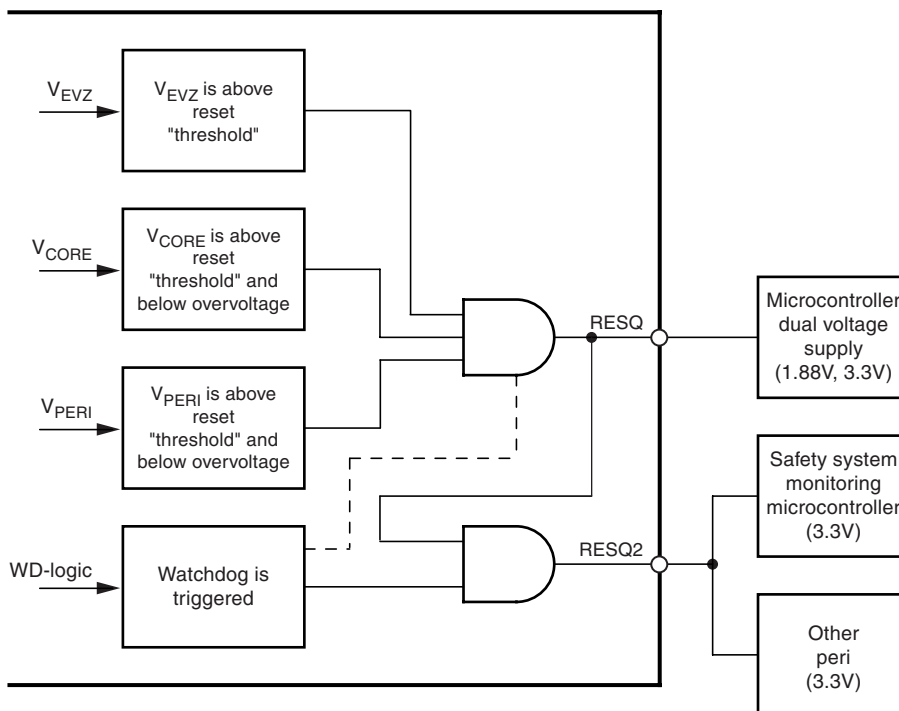 V_EVZ
V_EVZ is above
reset
"threshold"
V_CORE
V_CORE is above
reset
"threshold" and
below overvoltage
V_PERI
V_PERI is above
reset
"threshold" and
below overvoltage
WD-logic
Watchdog is
triggered
RESQ
RESQ2
Microcontroller
dual voltage
supply
(1.88V, 3.3V)
Safety system
monitoring
microcontroller
(3.3V)
Other
peri
(3.3V)